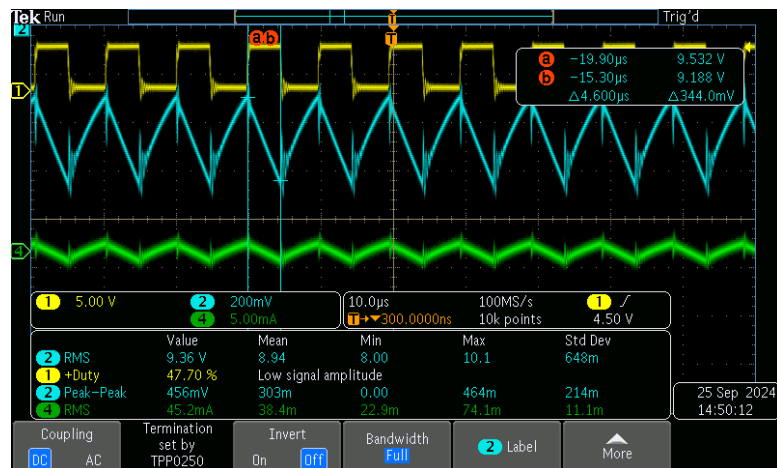 Tek Run Trig'd
2
T
a b
T
a −19.90µs 9.532 V
b −15.30µs 9.188 V
△4.600µs △344.0mV
1
4
1 5.00 V 2 200mV
4 5.00mA
10.0µs 100MS/s 1
T→▼300.0000ns 10k points 4.50 V
Value Mean Min Max Std Dev
2 RMS 9.36 V 8.94 8.00 10.1 648m
1 +Duty 47.70 % Low signal amplitude
2 Peak−Peak 456mV 303m 0.00 464m 214m
4 RMS 45.2mA 38.4m 22.9m 74.1m 11.1m
25 Sep 2024
14:50:12
Coupling
DC AC
Termination
set by
TPP0250
Invert
On Off
Bandwidth
Full
2 Label
More